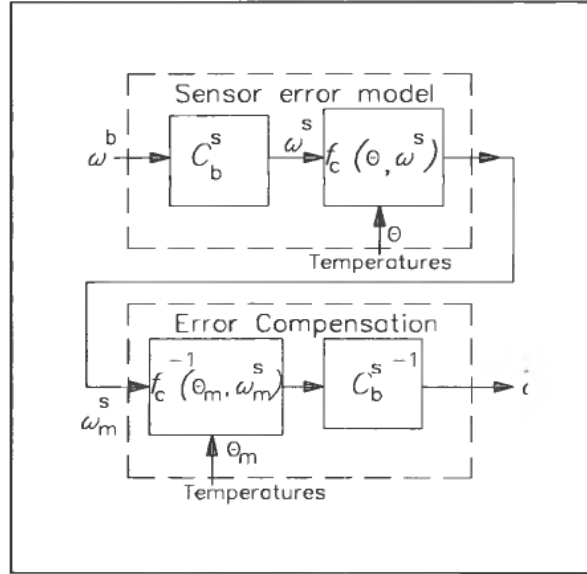 Sensor error model
ω^b
C_b^s
ω^s
f_c (Θ, ω^s)
Θ
Temperatures
Error Compensation
ω_m^s
f_c^-1 (Θ_m, ω_m^s)
C_b^s -1
Θ_m
Temperatures